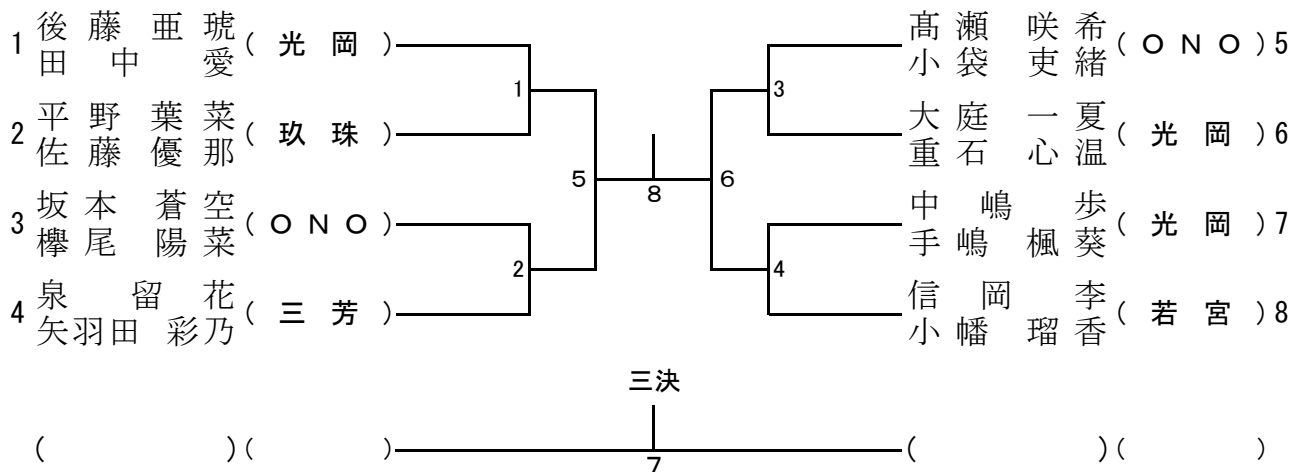 1 後藤亜琥 田中愛 (光岡)
2 平野葉菜 佐藤優那 (玖珠)
3 坂本蒼空 欅尾陽菜 (ONO)
4 泉留花 矢羽田彩乃 (三芳)
1
2
5
8
6
3
4
髙瀬咲希 小袋吏緒 (ONO) 5
大庭一夏 重石心温 (光岡) 6
中嶋歩 手嶋楓葵 (光岡) 7
信岡李 小幡瑠香 (若宮) 8
三決
( )( ) 7 ( )( )